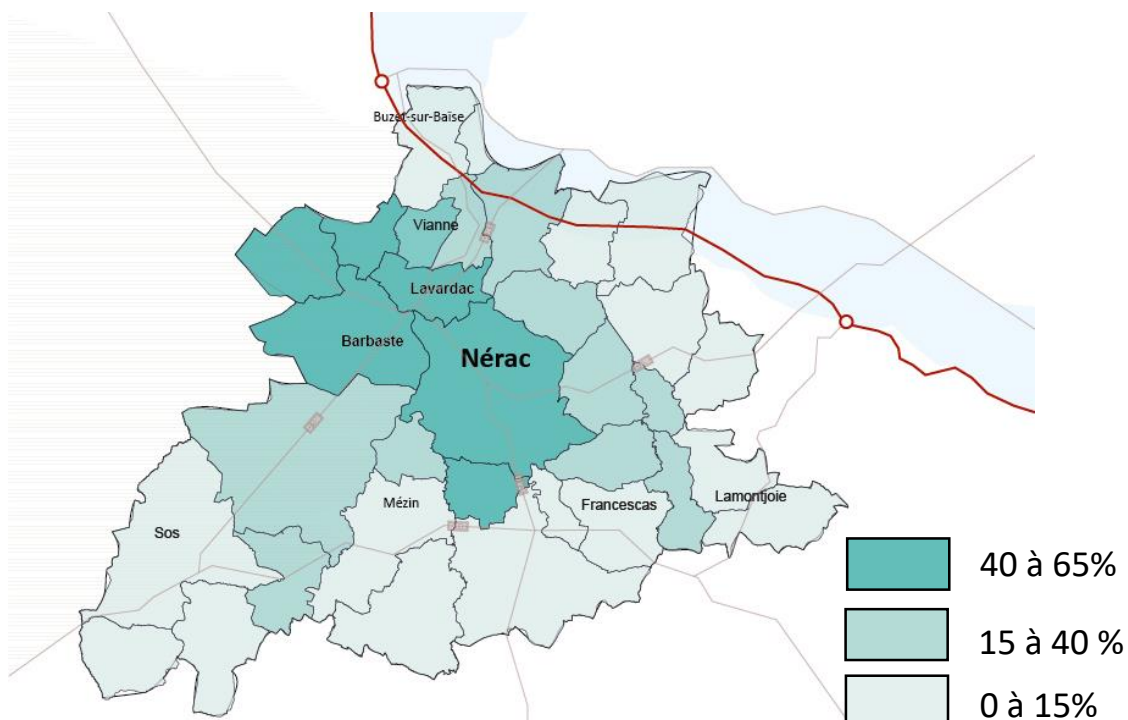 Buzet-sur-Baïse
Vianne
Lavardac
Barbaste
Nérac
Mézin
Francescas
Lamontjoie
Sos
40 à 65%
15 à 40 %
0 à 15%